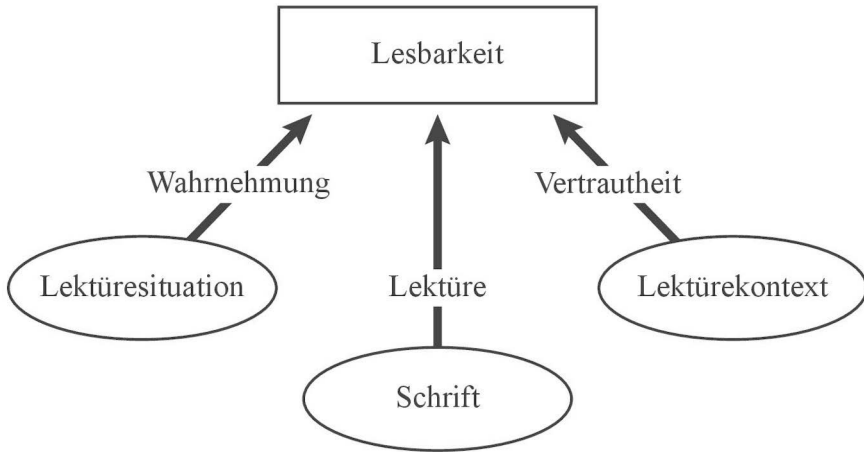 Lesbarkeit
Wahrnehmung
Vertrautheit
Lektüresituation
Lektüre
Lektürekontext
Schrift